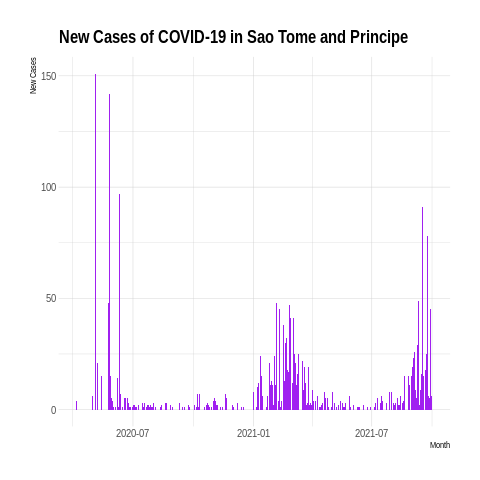 New Cases of COVID-19 in Sao Tome and Principe
New Cases
150
100
50
0
2020-07
2021-01
2021-07
Month